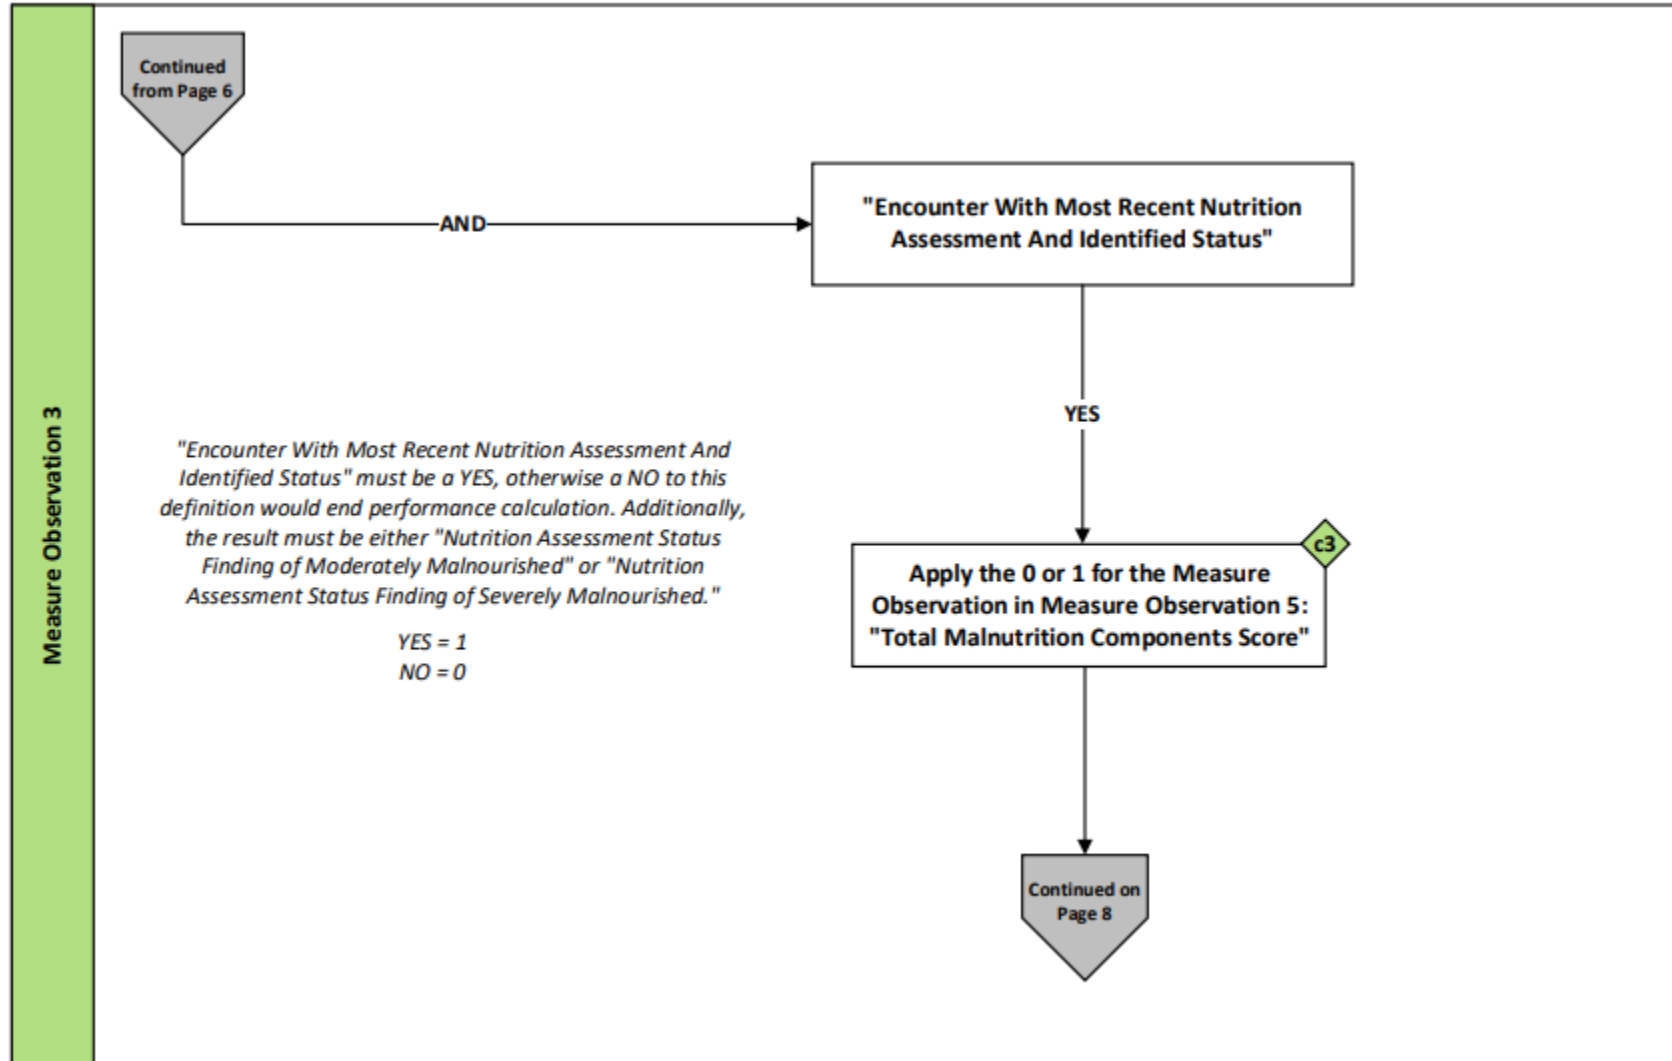 Measure Observation 3
Continued
from Page 6
AND
"Encounter With Most Recent Nutrition
Assessment And Identified Status"
YES
"Encounter With Most Recent Nutrition Assessment And
Identified Status" must be a YES, otherwise a NO to this
definition would end performance calculation. Additionally,
the result must be either "Nutrition Assessment Status
Finding of Moderately Malnourished" or "Nutrition
Assessment Status Finding of Severely Malnourished."
YES = 1
NO = 0
c3
Apply the 0 or 1 for the Measure
Observation in Measure Observation 5:
"Total Malnutrition Components Score"
Continued on
Page 8